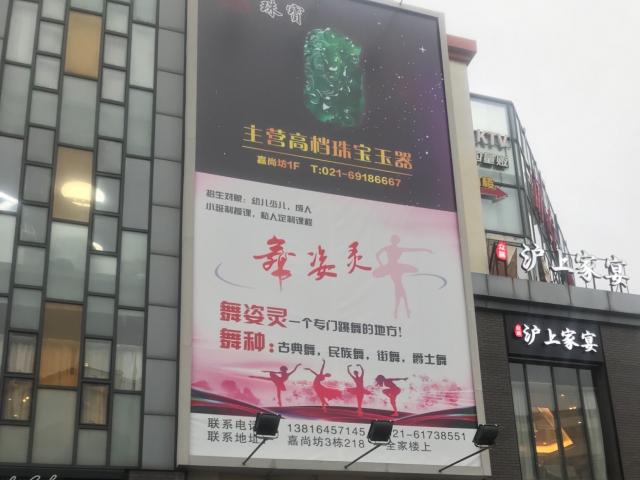 珠寳
主营高档珠宝玉器
嘉尚坊1F T:021-69186667
招生对象：幼儿少儿，成人
小班制授课，私人定制课程
舞姿灵
舞姿灵一个专门跳舞的地方！
舞种：古典舞，民族舞，街舞，爵士舞
联系电话 13816457145 021-61738551
联系地址 嘉尚坊3栋218 全家楼上
KTV
沪上家宴
沪上家宴